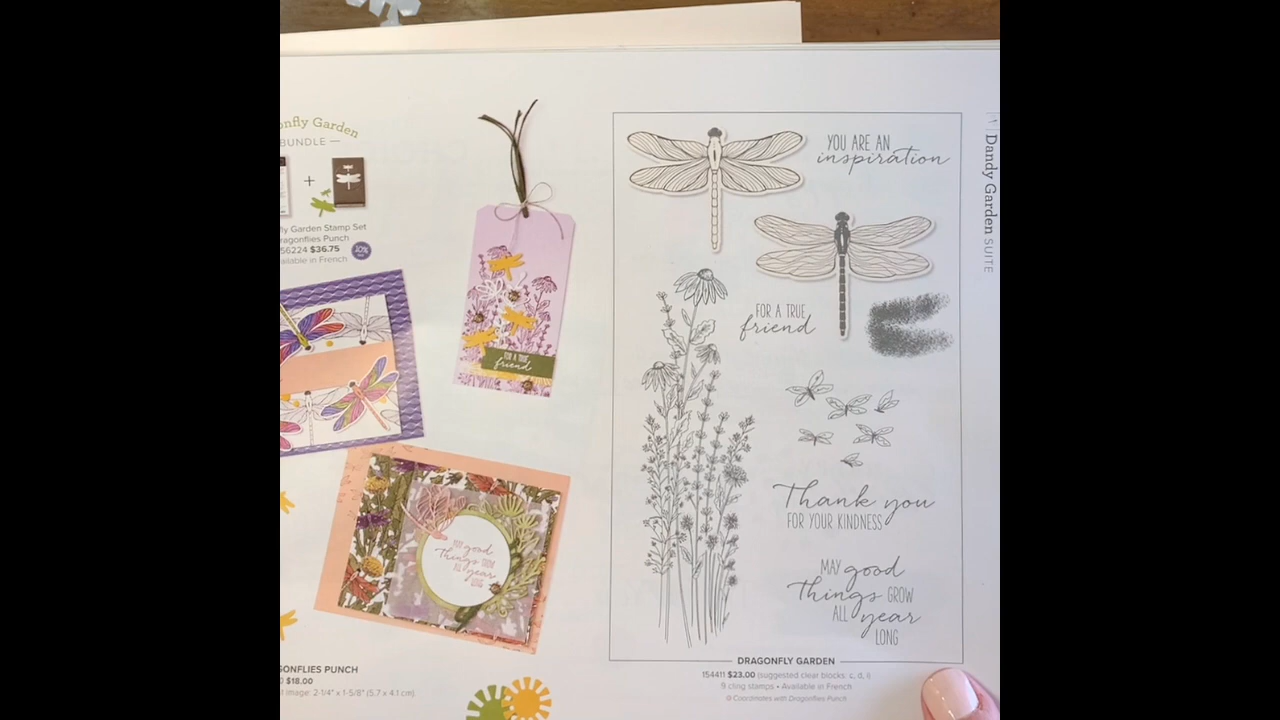 onfly Garden
BUNDLE —
+
fly Garden Stamp Set
ragonflies Punch
56224 $36.75
ailable in French
10%
FOR A TRUE
friend
MAY good
Things GROW
ALL year
LONG
GONFLIES PUNCH
$18.00
t image: 2-1/4" x 1-5/8" (5.7 x 4.1 cm).
YOU ARE AN
inspiration
FOR A TRUE
friend
Thank you
FOR YOUR KINDNESS
MAY good
Things GROW
ALL year
LONG
DRAGONFLY GARDEN
154411 $23.00 (suggested clear blocks: c, d, i)
9 cling stamps • Available in French
Coordinates with Dragonflies Punch
Dandy Garden SUITE